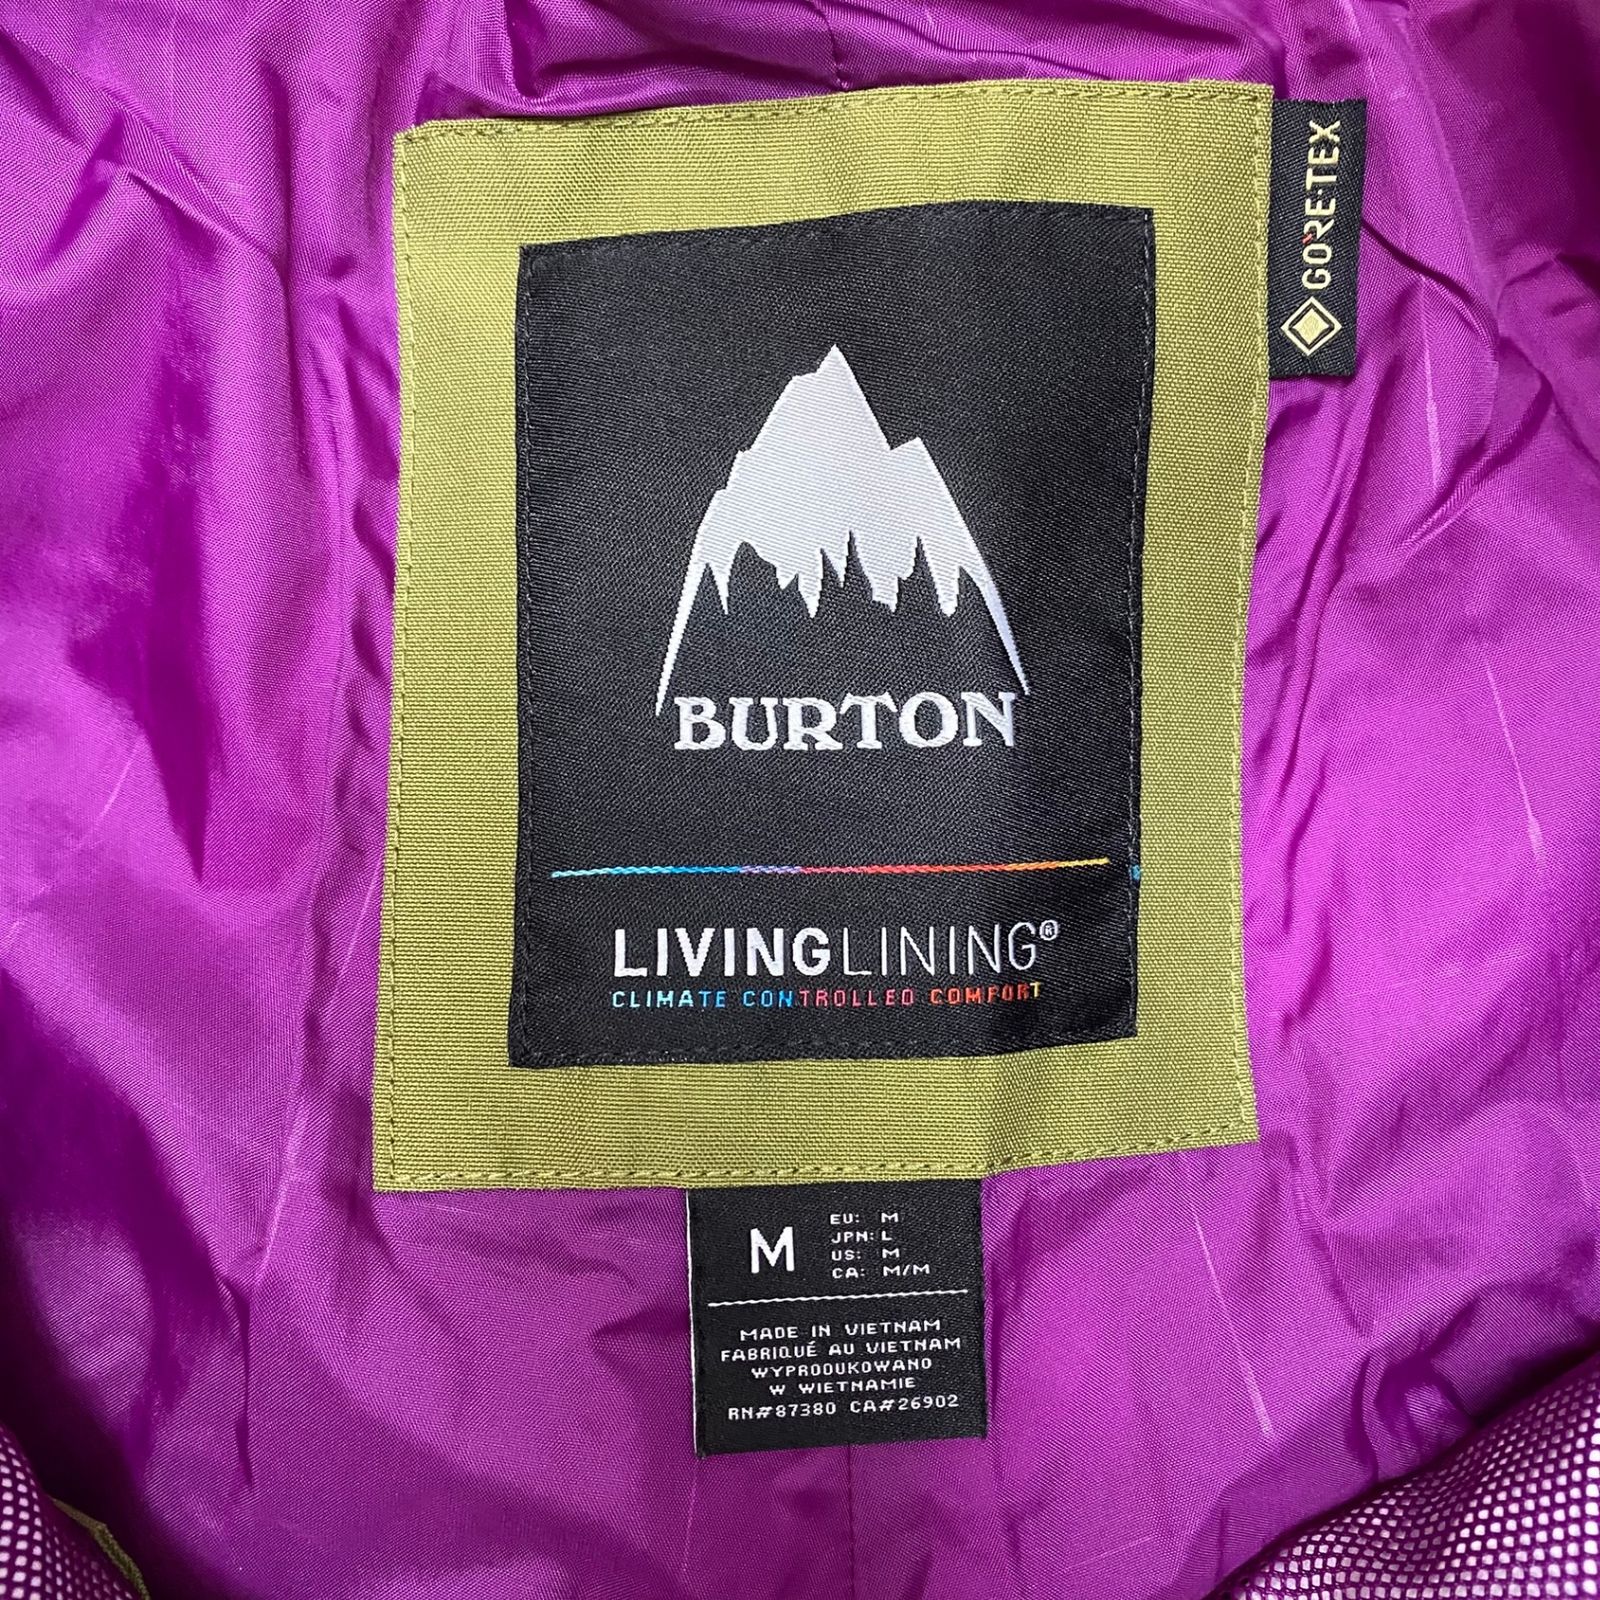 GORE-TEX
BURTON
LIVINGLINING®
CLIMATE CONTROLLED COMFORT
M
EU: M
JPN: L
US: M
CA: M/M
MADE IN VIETNAM
FABRIQUÉ AU VIETNAM
WYPRODUKOWANO
W WIETNAMIE
RN#87380 CA#26902